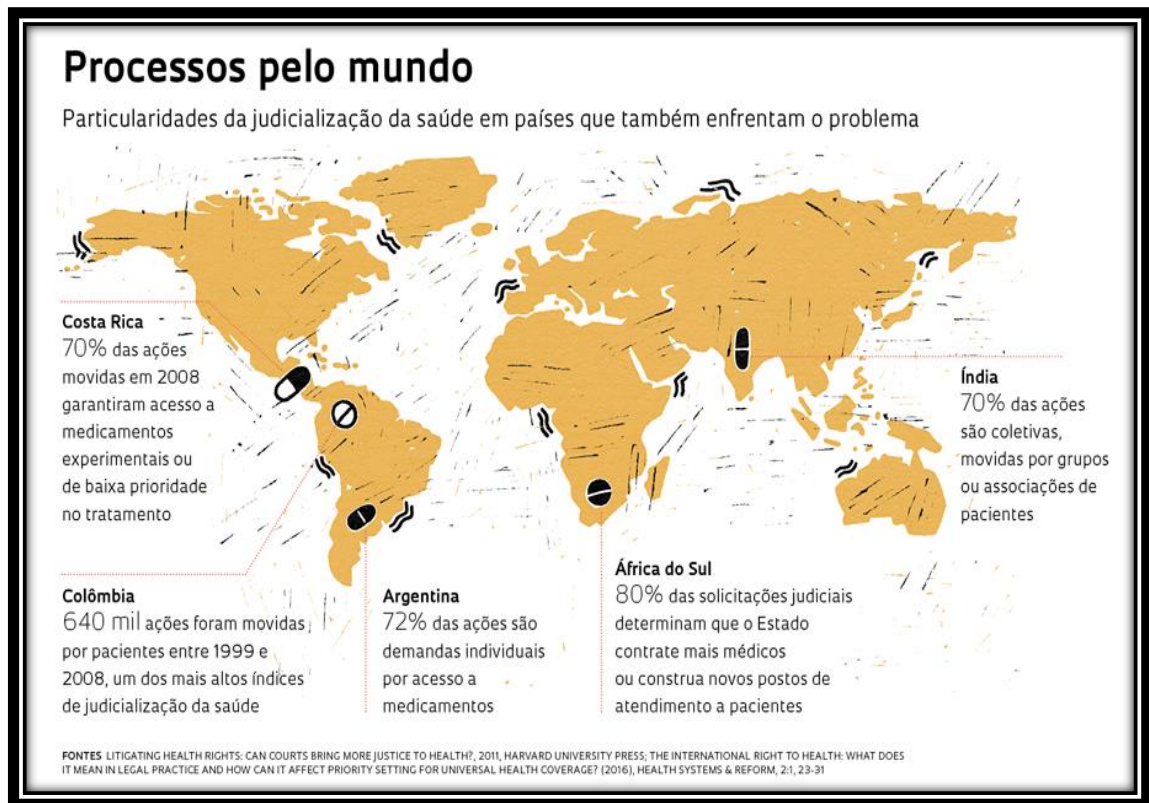 Processos pelo mundo
Particularidades da judicialização da saúde em países que também enfrentam o problema
Costa Rica
70% das ações
movidas em 2008
garantiram acesso a
medicamentos
experimentais ou
de baixa prioridade
no tratamento
Índia
70% das ações
são coletivas,
movidas por grupos
ou associações de
pacientes
Colômbia
640 mil ações foram movidas
por pacientes entre 1999 e
2008, um dos mais altos índices
de judicialização da saúde
Argentina
72% das ações são
demandas individuais
por acesso a
medicamentos
África do Sul
80% das solicitações judiciais
determinam que o Estado
contrate mais médicos
ou construa novos postos de
atendimento a pacientes
FONTES LITIGATING HEALTH RIGHTS: CAN COURTS BRING MORE JUSTICE TO HEALTH?, 2011, HARVARD UNIVERSITY PRESS; THE INTERNATIONAL RIGHT TO HEALTH: WHAT DOES
IT MEAN IN LEGAL PRACTICE AND HOW CAN IT AFFECT PRIORITY SETTING FOR UNIVERSAL HEALTH COVERAGE? (2016), HEALTH SYSTEMS & REFORM, 2:1, 23-31